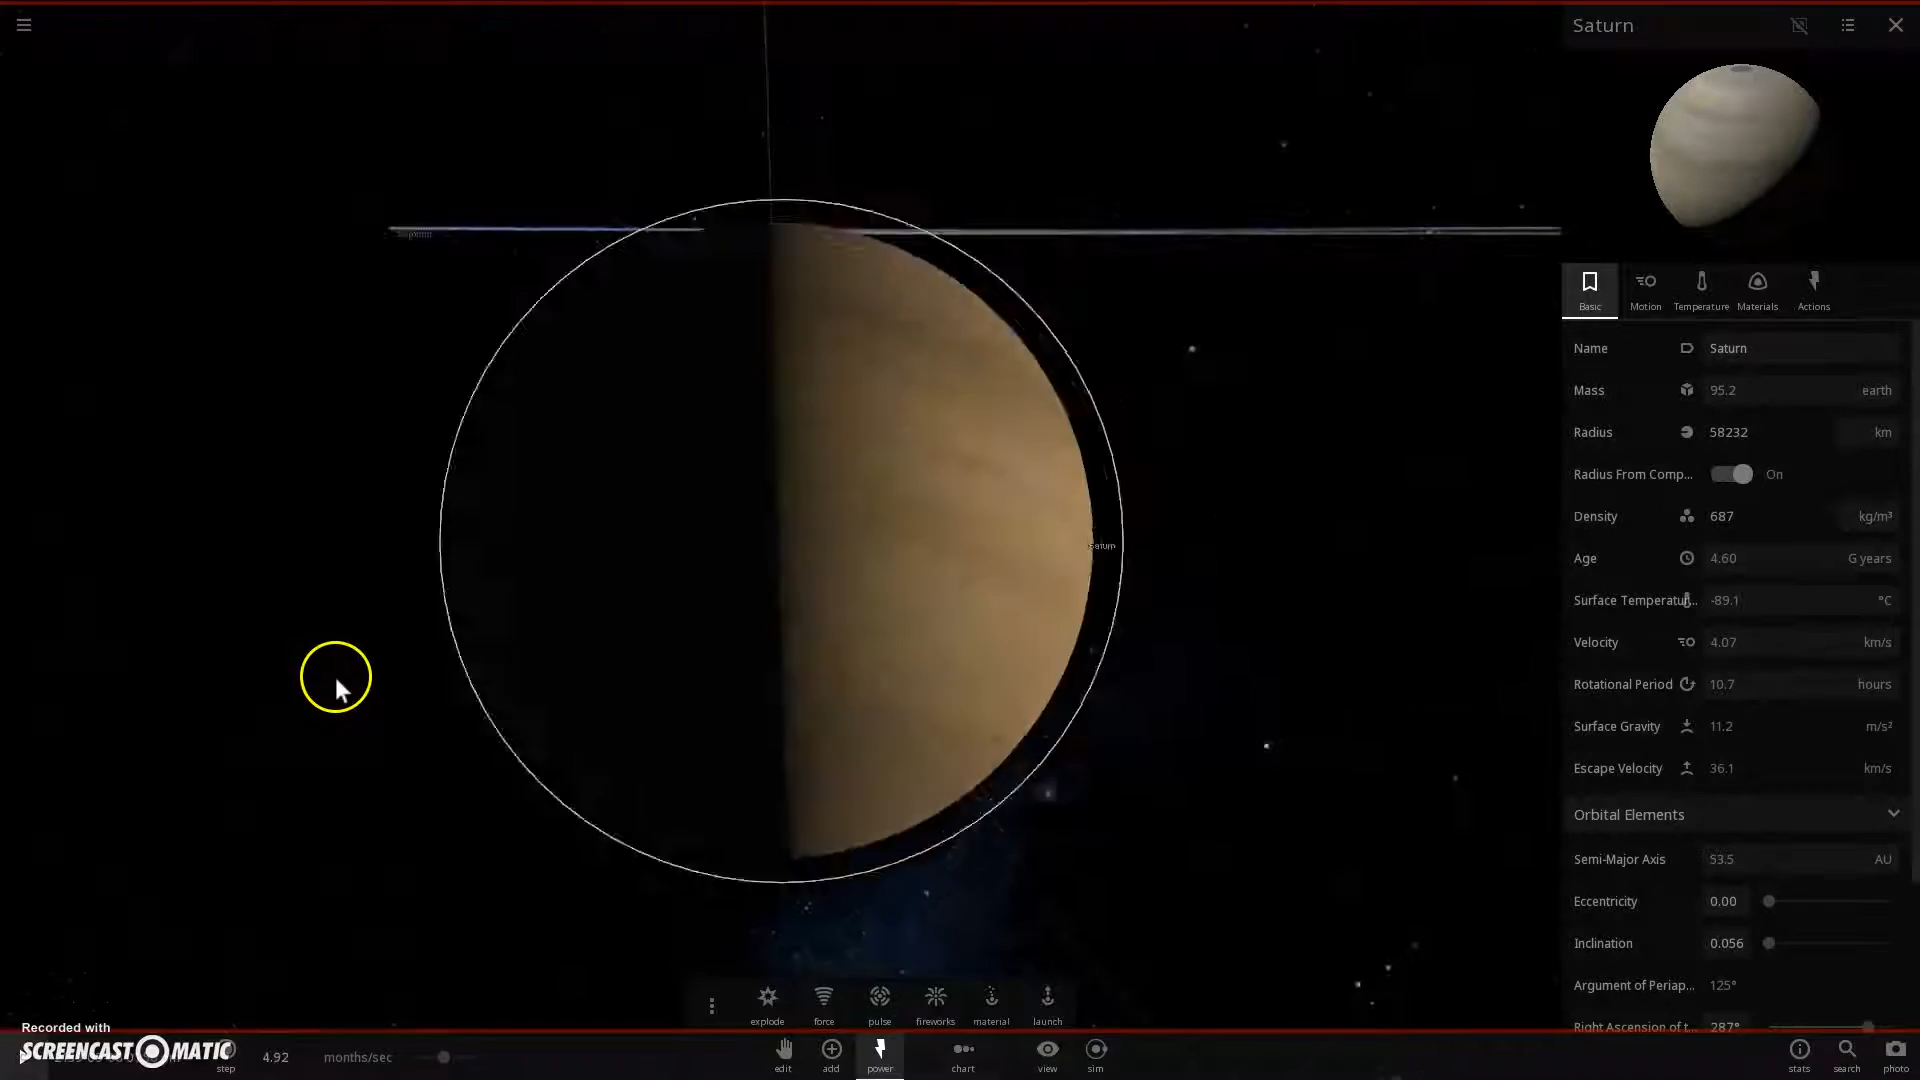 Saturn
Saturn
Basic
Motion
Temperature
Materials
Actions
Name Saturn
Mass 95.2 earth
Radius 58232 km
Radius From Comp... On
Density 687 kg/m³
Age 4.60 G years
Surface Temperatur... -89.1 °C
Velocity 4.07 km/s
Rotational Period 10.7 hours
Surface Gravity 11.2 m/s²
Escape Velocity 36.1 km/s
Orbital Elements
Semi-Major Axis 53.5 AU
Eccentricity 0.00
Inclination 0.056
Argument of Periap... 125°
Right Ascension of t... 287°
explode
force
pulse
fireworks
material
launch
Recorded with
SCREENCAST MATIC
step
4.92 months/sec
edit
add
power
chart
view
sim
stats
search
photo